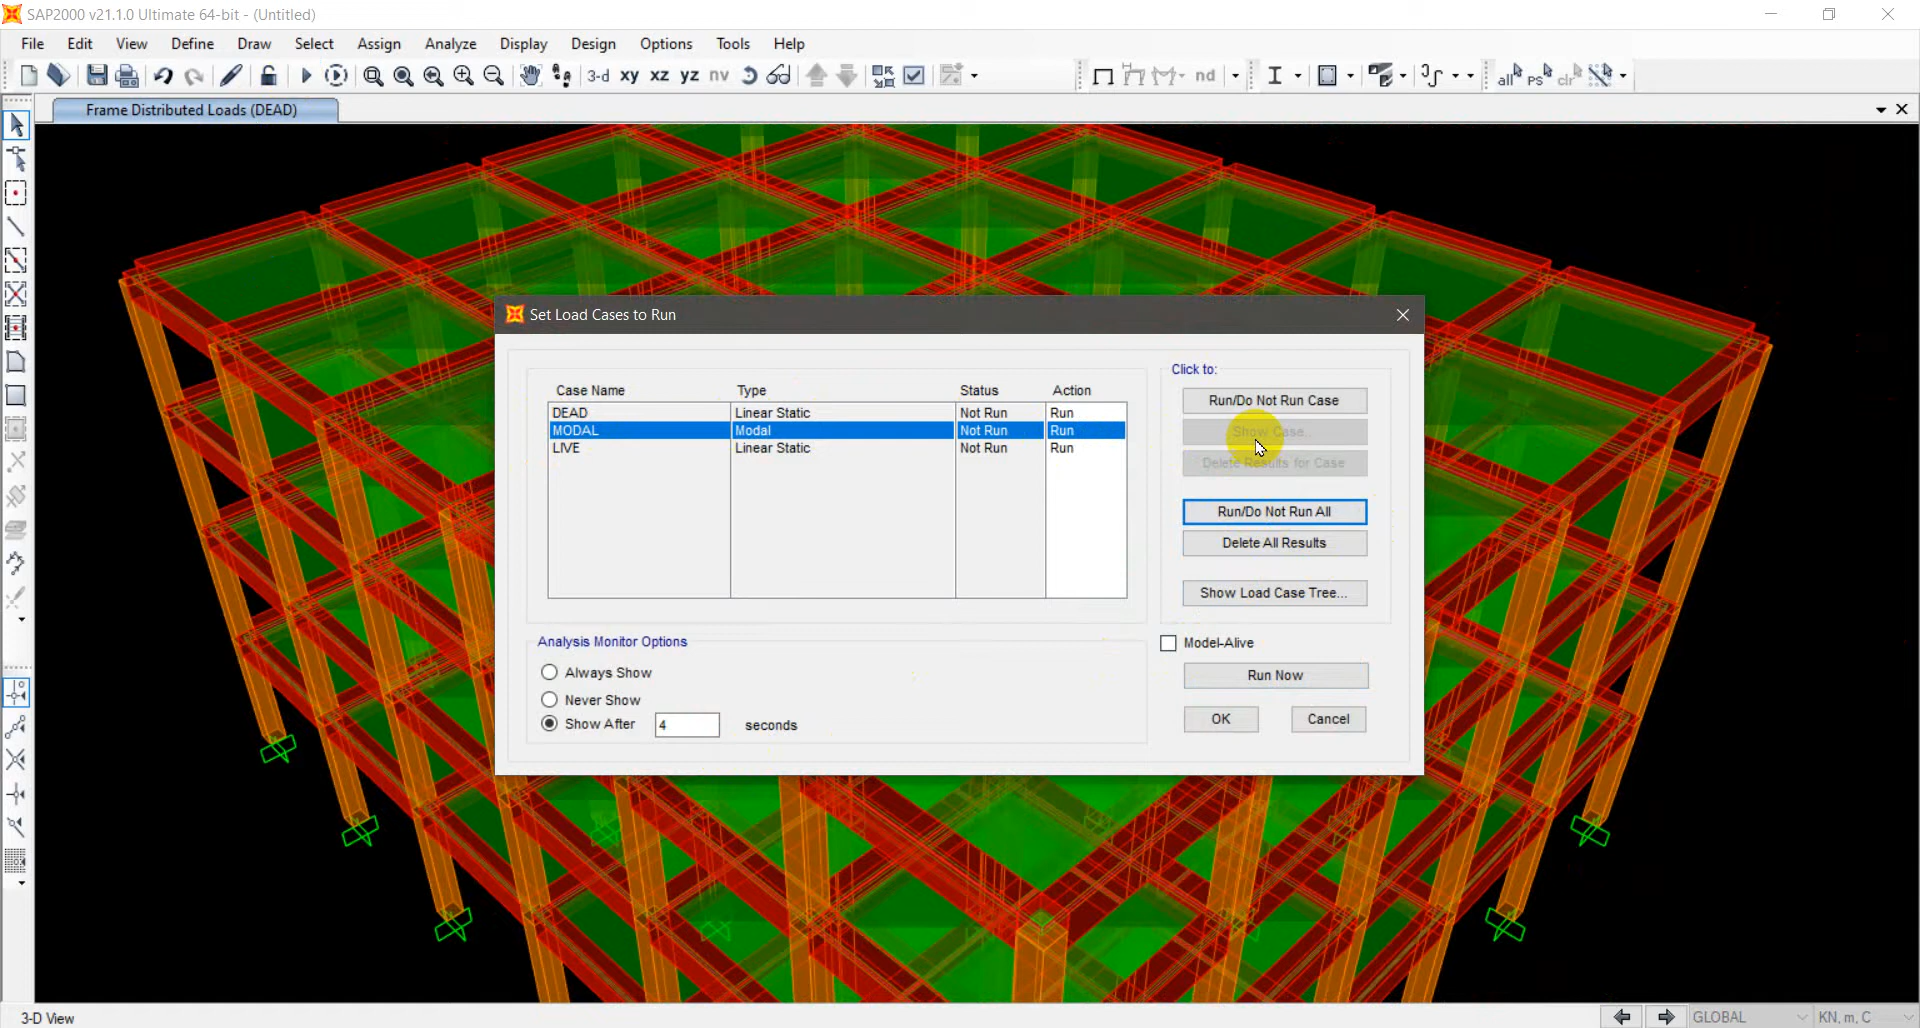 SAP2000 v21.1.0 Ultimate 64-bit - (Untitled)
File Edit View Define Draw Select Assign Analyze Display Design Options Tools Help
3-d xy xz yz nv nd all PS clr
Frame Distributed Loads (DEAD)
Set Load Cases to Run
Click to:
Case Name Type Status Action
DEAD Linear Static Not Run Run
MODAL Modal Not Run Run
LIVE Linear Static Not Run Run
Run/Do Not Run Case
Show Case...
Delete Results for Case
Run/Do Not Run All
Delete All Results
Show Load Case Tree...
Analysis Monitor Options
Always Show
Never Show
Show After 4 seconds
Model-Alive
Run Now
OK Cancel
3-D View GLOBAL KN, m, C